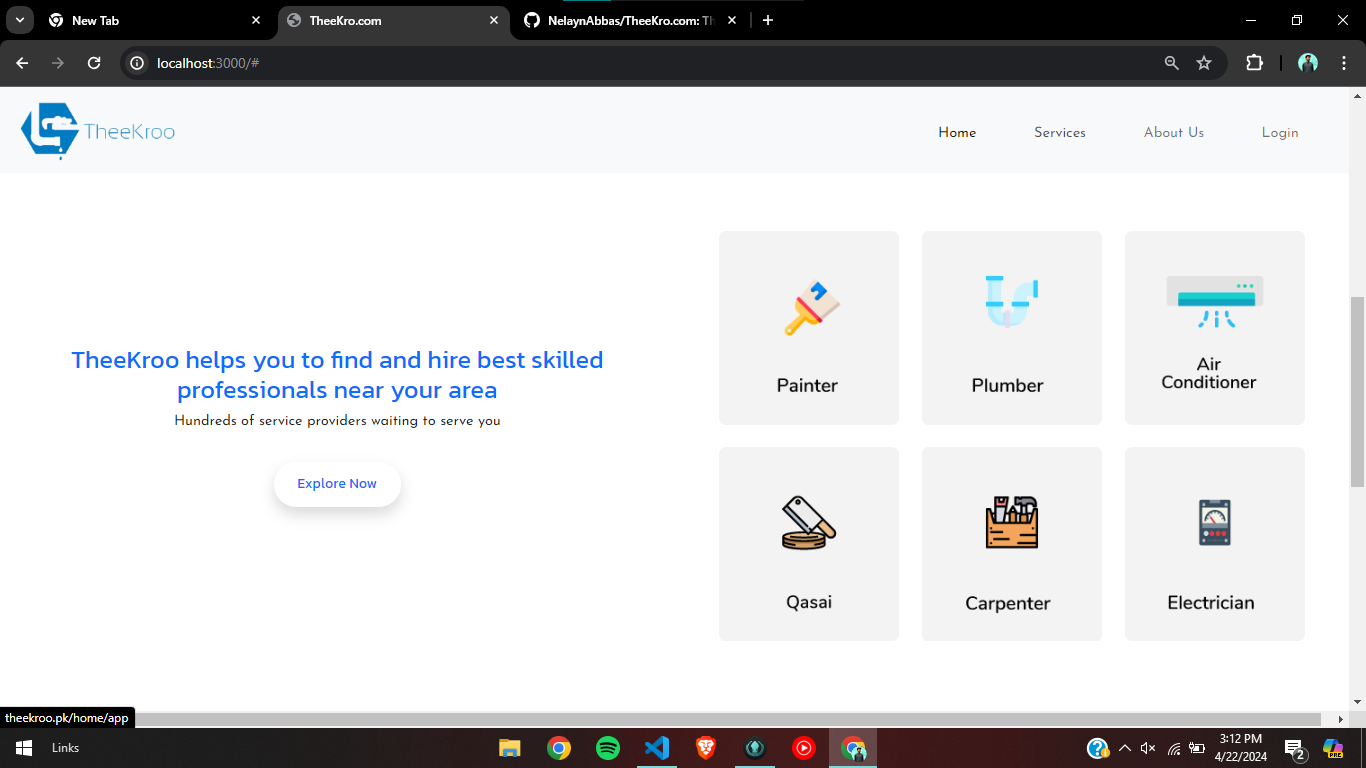 New Tab
TheeKro.com
NelaynAbbas/TheeKro.com: Th
localhost:3000/#
TheeKroo
Home
Services
About Us
Login
TheeKroo helps you to find and hire best skilled
professionals near your area
Hundreds of service providers waiting to serve you
Explore Now
Painter
Plumber
Air
Conditioner
Qasai
Carpenter
Electrician
theekroo.pk/home/app
Links
3:12 PM
4/22/2024
2
PRE